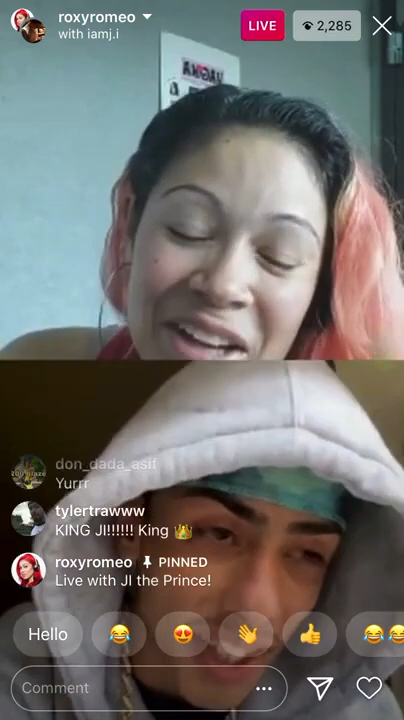 roxyromeo
with iamj.i
LIVE
2,285
don_dada_asif
Yurrr
tylertrawww
KING JI!!!!!! King 👑
roxyromeo PINNED
Live with JI the Prince!
Hello 😂 😍 👋 👍 😂😂
Comment